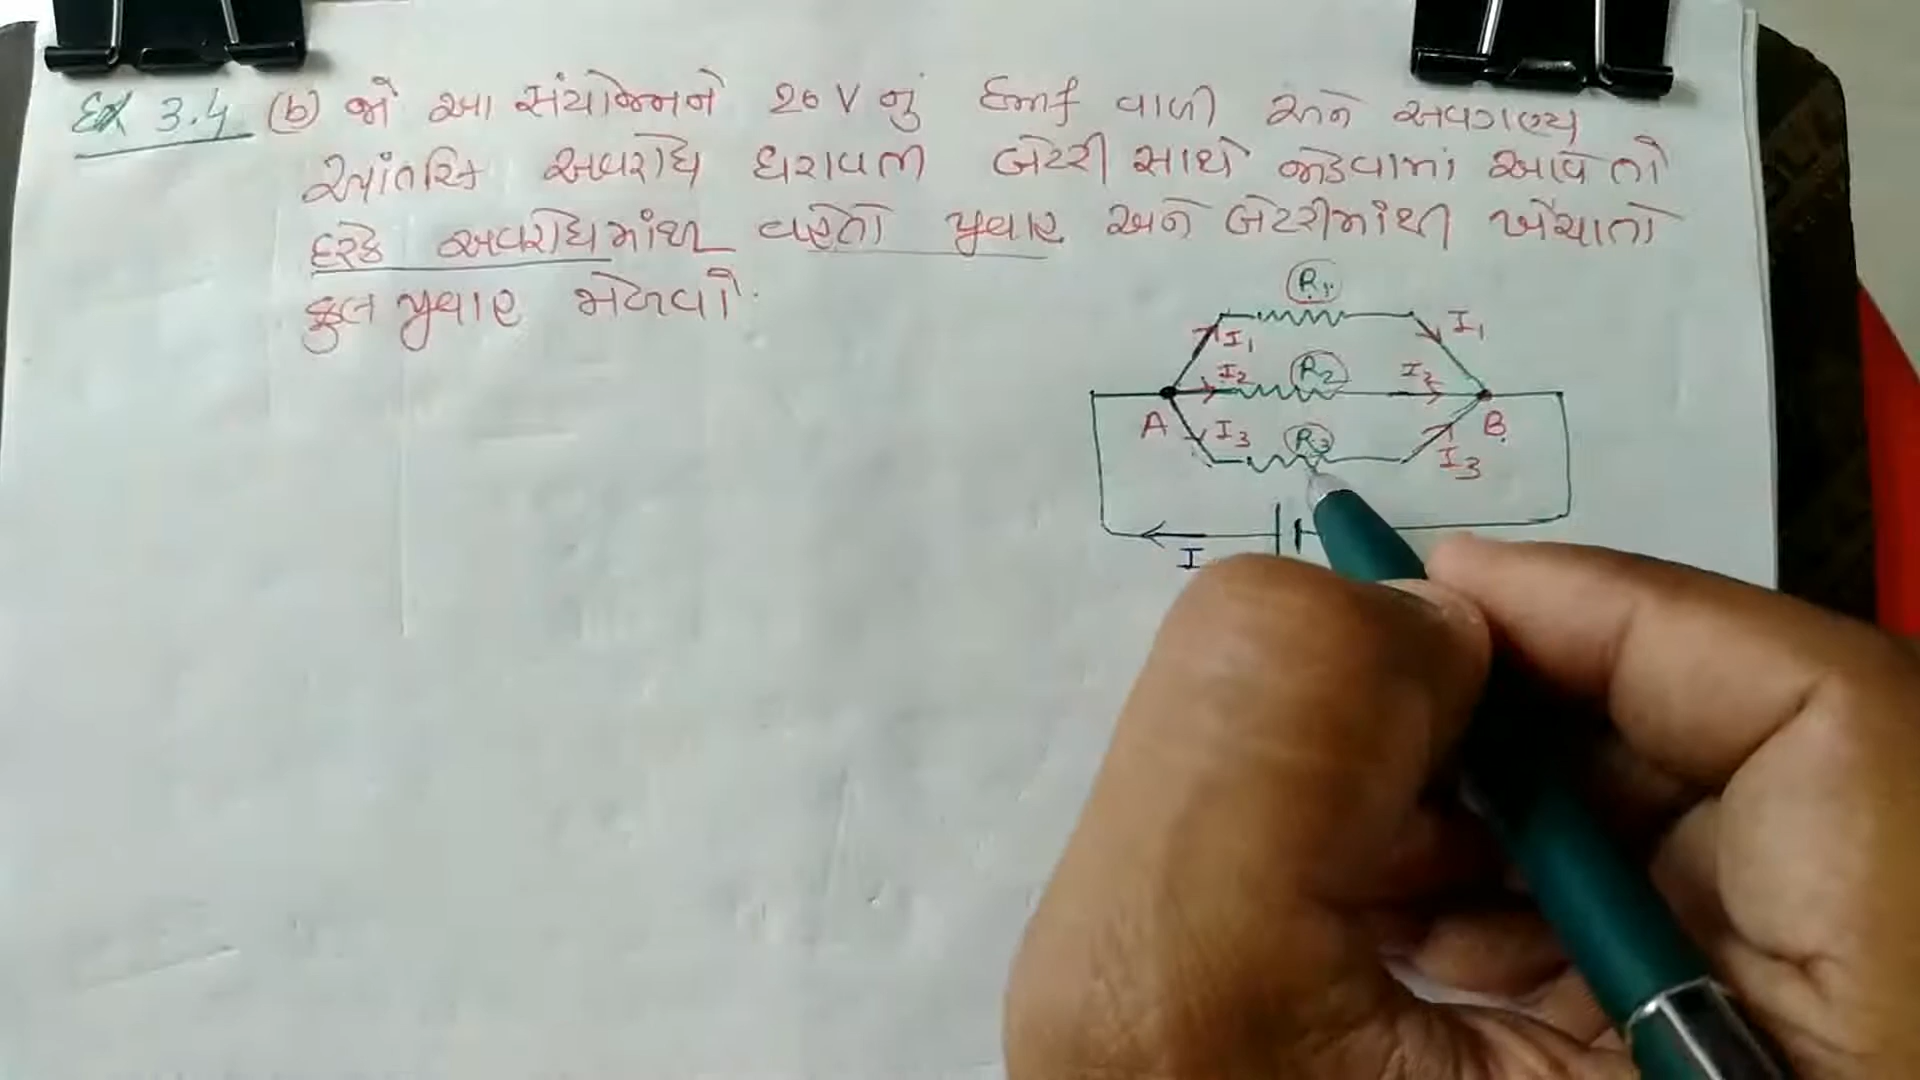 Ex 3.4 (b) જો આ સંયોજનને 20 V નું emf વાળી અને અવગણ્ય
આંતરિક અવરોધ ધરાવતી બેટરી સાથે જોડવામાં આવે તો
દરેક અવરોધમાંથી વહેતો પ્રવાહ અને બેટરીમાંથી ખેંચાતો
કુલ પ્રવાહ મેળવો.
R₁
I₁ I₁
I₂ R₂ I₂
A I₃ R₃ B
I₃
I